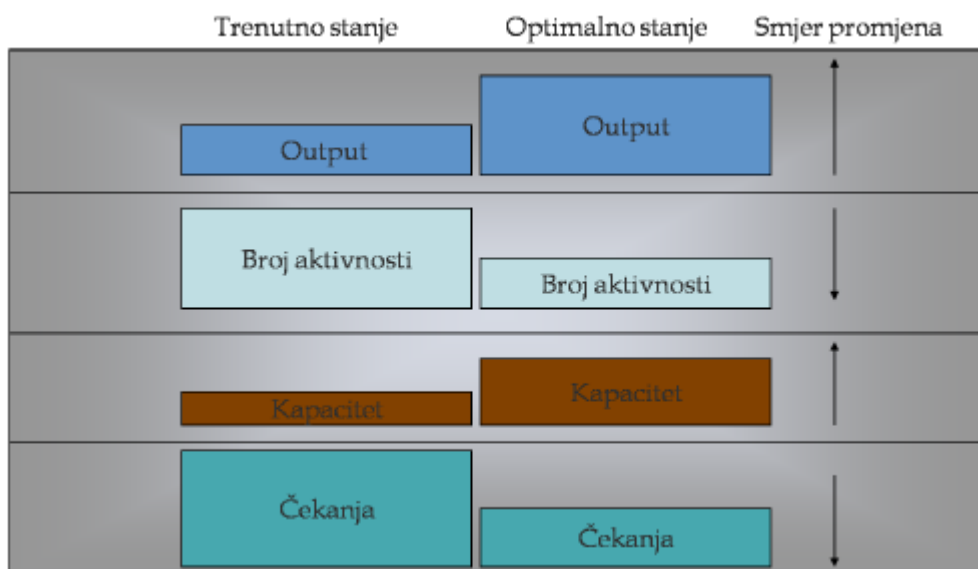 Trenutno stanje Optimalno stanje Smjer promjena
Output Output
Broj aktivnosti Broj aktivnosti
Kapacitet Kapacitet
Čekanja Čekanja